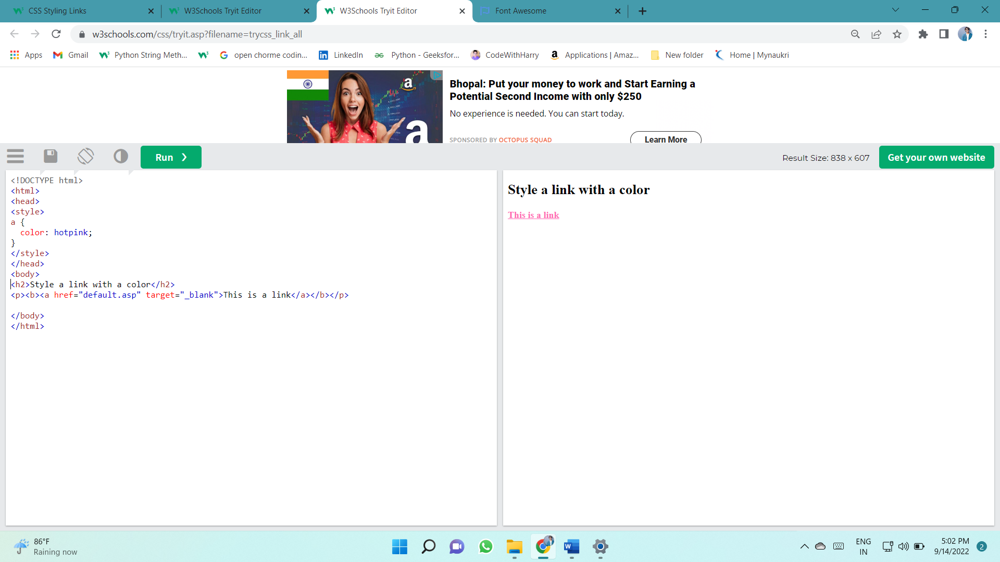 CSS Styling Links
W3Schools Tryit Editor
W3Schools Tryit Editor
Font Awesome
w3schools.com/css/tryit.asp?filename=trycss_link_all
Apps
Gmail
Python String Meth...
open chorme codin...
LinkedIn
Python - Geeksfor...
CodeWithHarry
Applications | Amaz...
New folder
Home | Mynaukri
Bhopal: Put your money to work and Start Earning a
Potential Second Income with only $250
No experience is needed. You can start today.
SPONSORED BY OCTOPUS SQUAD
Learn More
Run ❯
Result Size: 838 x 607
Get your own website
<!DOCTYPE html>
<html>
<head>
<style>
a {
  color: hotpink;
}
</style>
</head>
<body>
<h2>Style a link with a color</h2>
<p><b><a href="default.asp" target="_blank">This is a link</a></b></p>
</body>
</html>
Style a link with a color
This is a link
86°F
Raining now
ENG
IN
5:02 PM
9/14/2022
2